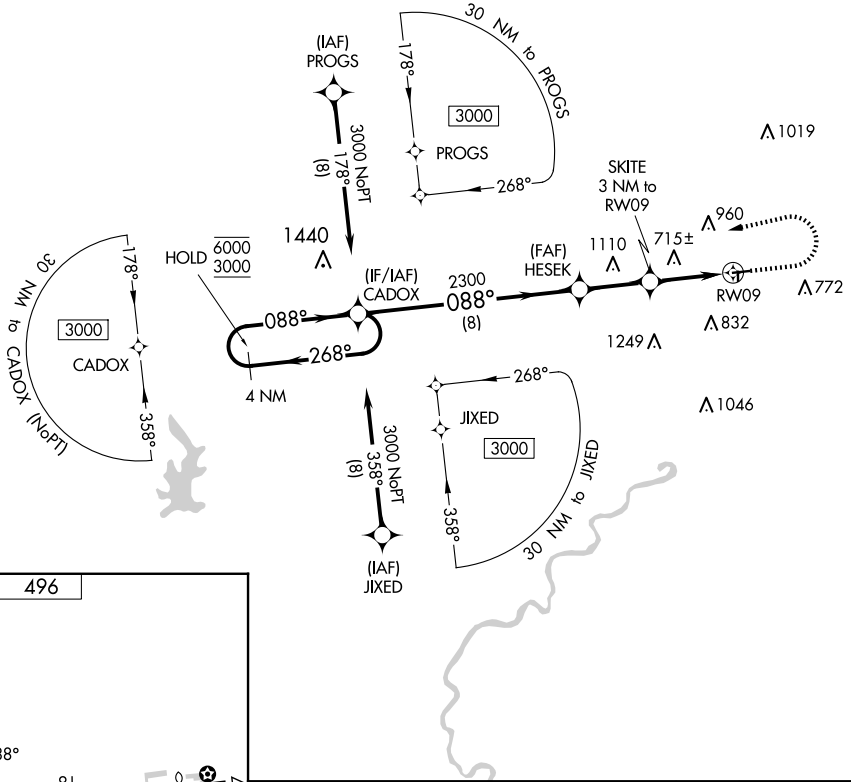 (IAF)
PROGS
178°
30 NM to PROGS
3000
PROGS
268°
3000 NoPT
178°
(8)
1019
SKITE
3 NM to
RW09
960
HOLD
6000
3000
1440
(IF/IAF)
CADOX
2300
088°
(8)
(FAF)
HESEK
1110
715±
RW09
772
178°
30 NM to CADOX (NoPT)
3000
CADOX
358°
088°
268°
4 NM
1249
832
1046
268°
JIXED
3000
358°
30 NM to JIXED
3000 NoPT
358°
(8)
(IAF)
JIXED
496